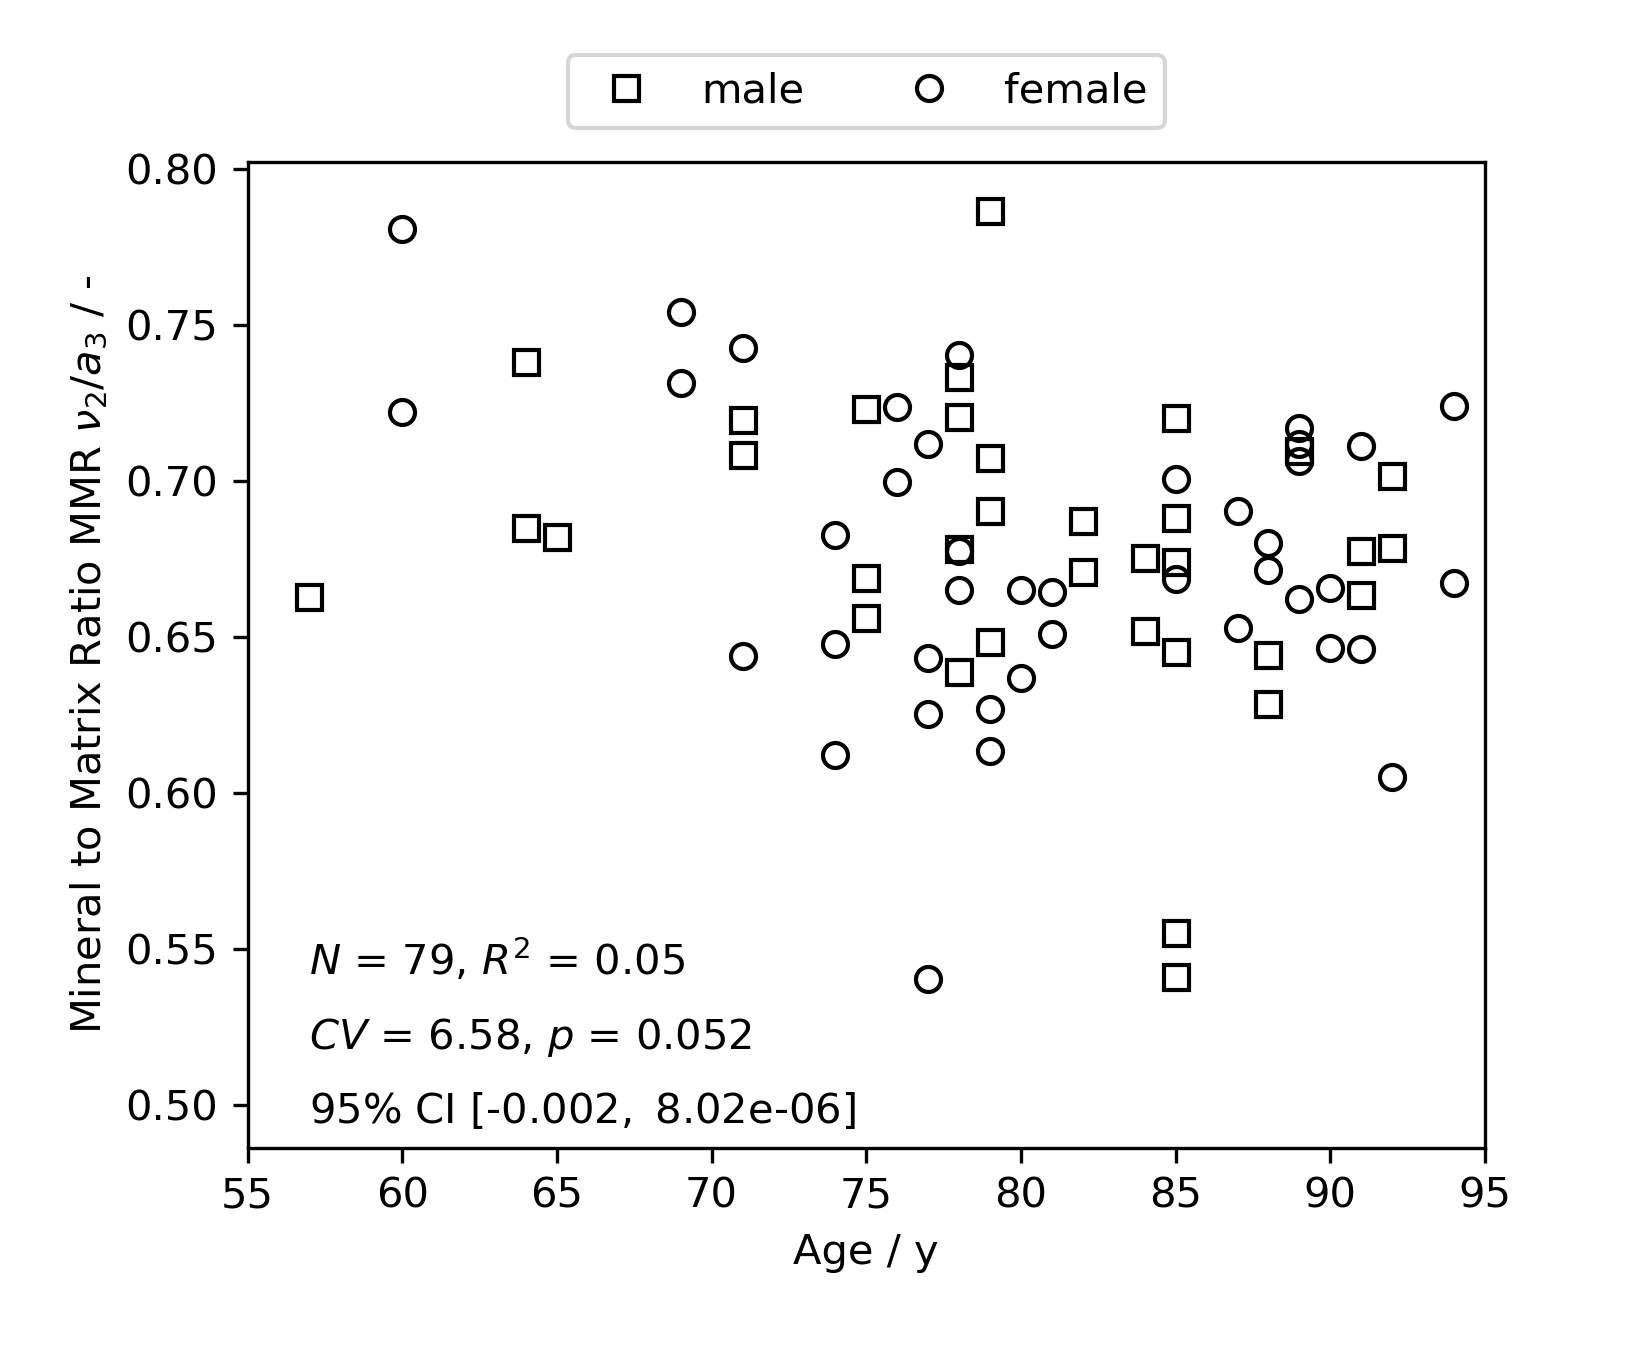 male female
0.80
0.75
0.70
0.65
0.60
0.55
0.50
Mineral to Matrix Ratio MMR ν₂/a₃ / -
N = 79, R² = 0.05
CV = 6.58, p = 0.052
95% CI [-0.002, 8.02e-06]
55 60 65 70 75 80 85 90 95
Age / y